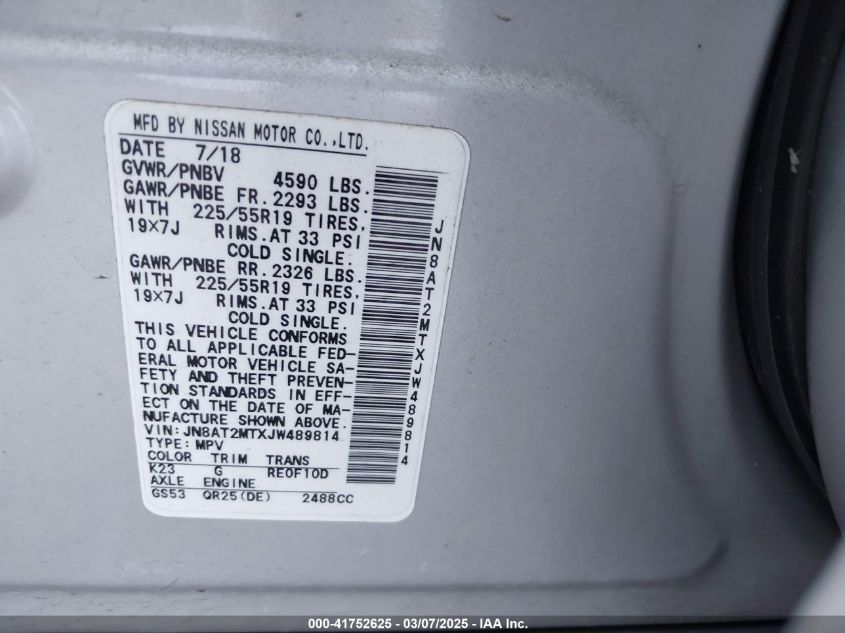 MFD BY NISSAN MOTOR CO.,LTD.
DATE 7/18
GVWR/PNBV 4590 LBS.
GAWR/PNBE FR. 2293 LBS.
WITH 225/55R19 TIRES,
19×7J RIMS.AT 33 PSI
COLD SINGLE.
GAWR/PNBE RR. 2326 LBS.
WITH 225/55R19 TIRES,
19×7J RIMS.AT 33 PSI
COLD SINGLE.
THIS VEHICLE CONFORMS
TO ALL APPLICABLE FED-
ERAL MOTOR VEHICLE SA-
FETY AND THEFT PREVEN-
TION STANDARDS IN EFF-
ECT ON THE DATE OF MA-
NUFACTURE SHOWN ABOVE.
VIN:JN8AT2MTXJW489814
TYPE:MPV
COLOR TRIM TRANS
K23 G RE0F10D
AXLE ENGINE
GS53 QR25(DE) 2488CC
JN8AT2MTXJW489814
000-41752625 - 03/07/2025 - IAA Inc.